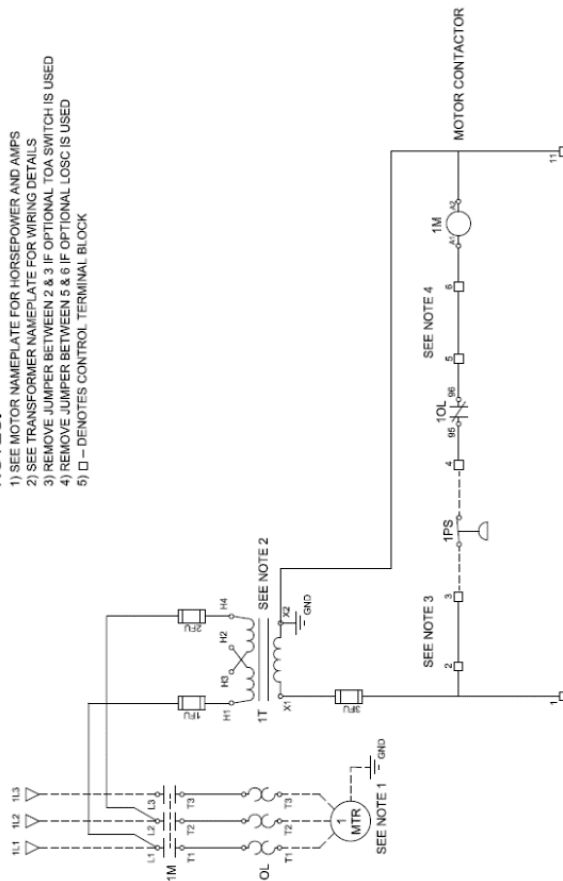 1) SEE MOTOR NAMEPLATE FOR HORSEPOWER AND AMPS
2) SEE TRANSFORMER NAMEPLATE FOR WIRING DETAILS
3) REMOVE JUMPER BETWEEN 2 & 3 IF OPTIONAL TOA SWITCH IS USED
4) REMOVE JUMPER BETWEEN 5 & 6 IF OPTIONAL LOSC IS USED
5) □ – DENOTES CONTROL TERMINAL BLOCK
1L1
1L2
1L3
L1
L2
L3
1M
T1
T2
T3
OL
T1
T2
T3
1
MTR
GND
SEE NOTE 1
1FU
2FU
H1
H3
H2
H4
1T
SEE NOTE 2
X1
X2
GND
3FU
1
2
SEE NOTE 3
3
1PS
4
95
1OL
96
5
SEE NOTE 4
6
A1
1M
A2
MOTOR CONTACTOR
11